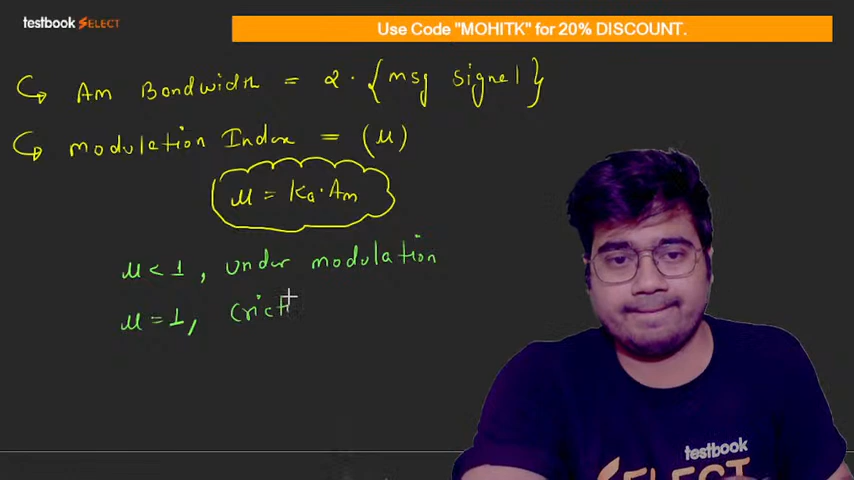 testbook SELECT
Use Code "MOHITK" for 20% DISCOUNT.
↪ Am Bandwidth = 2 · {msg signal}
↪ modulation Index = (μ)
μ = Ka · Am
μ < 1, under modulation
μ = 1, Crict
testbook
SELECT